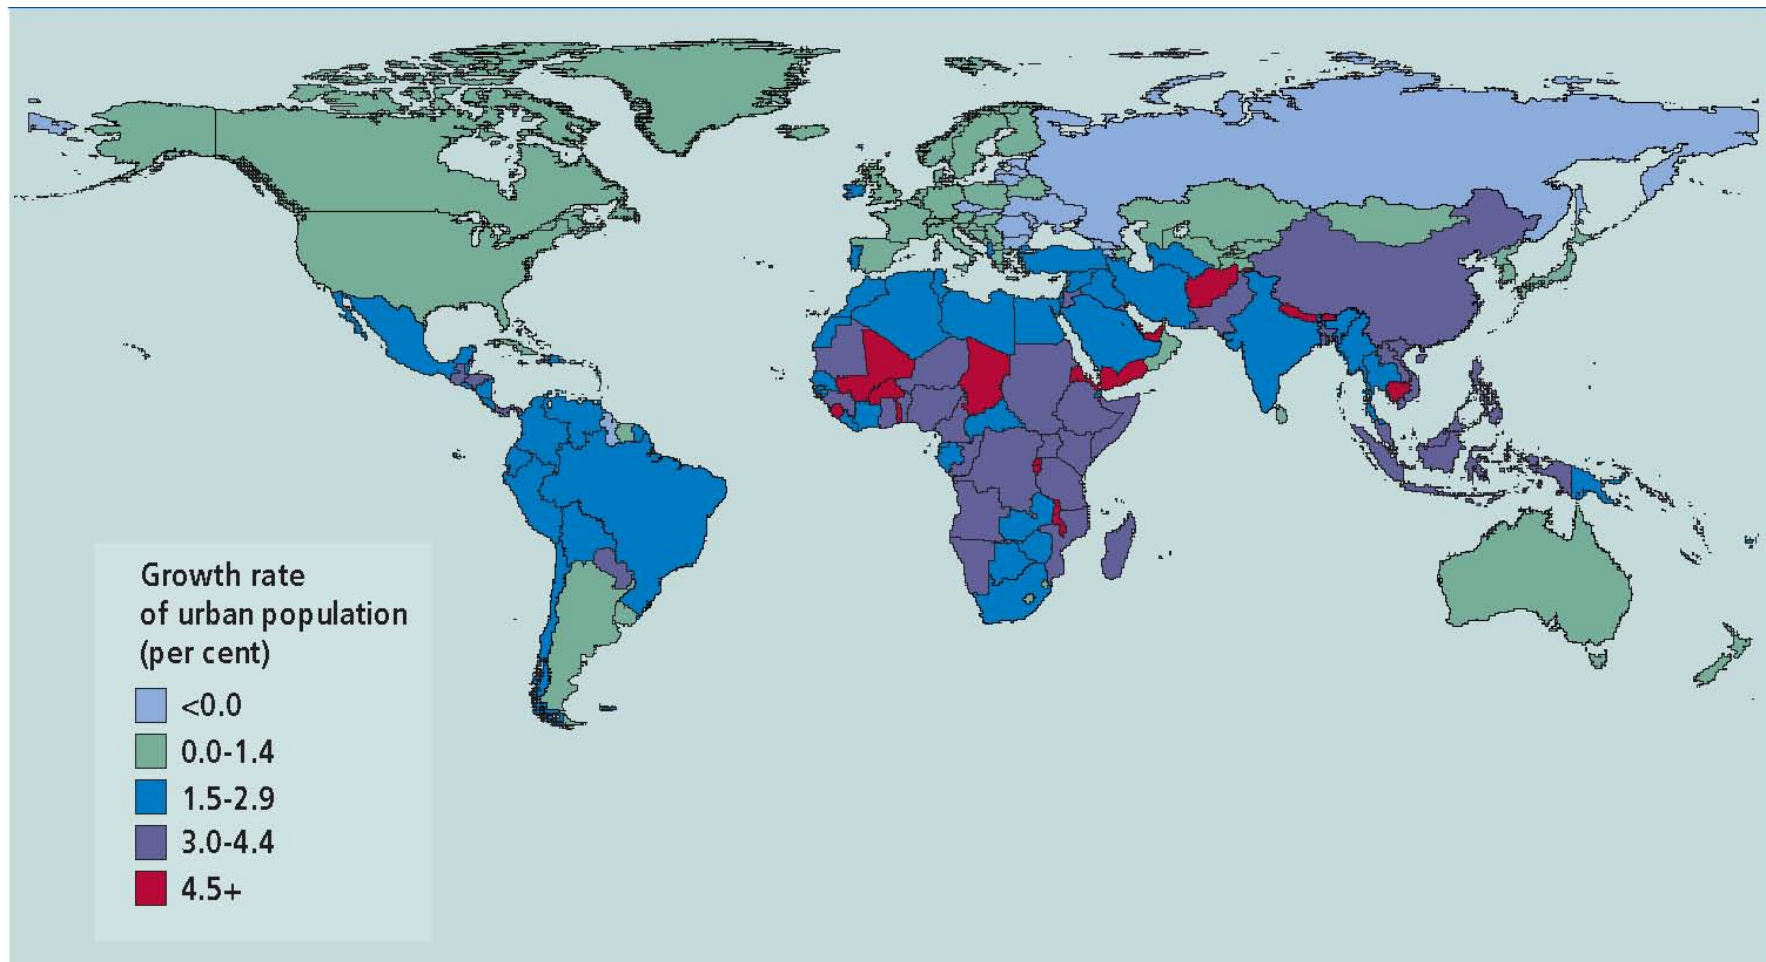 Growth rate
of urban population
(per cent)
<0.0
0.0-1.4
1.5-2.9
3.0-4.4
4.5+